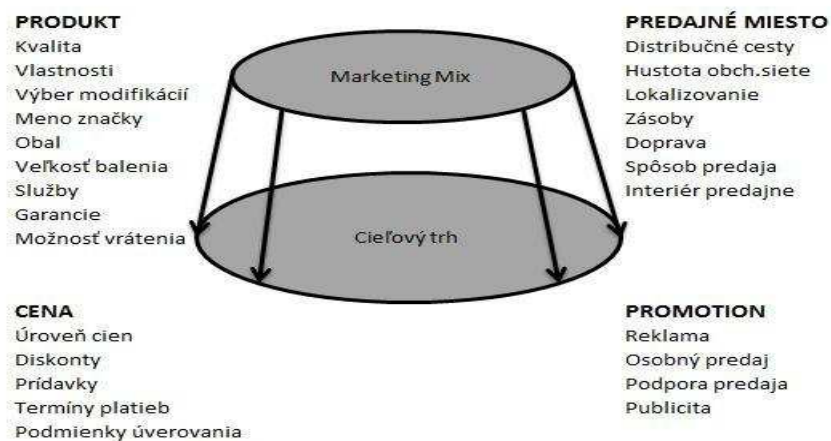 PRODUKT
Kvalita
Vlastnosti
Výber modifikácií
Meno značky
Obal
Veľkosť balenia
Služby
Garancie
Možnosť vrátenia
Marketing Mix
Cieľový trh
PREDAJNÉ MIESTO
Distribučné cesty
Hustota obch.siete
Lokalizovanie
Zásoby
Doprava
Spôsob predaja
Interiér predajne
CENA
Úroveň cien
Diskonty
Prídavky
Termíny platieb
Podmienky úverovania
PROMOTION
Reklama
Osobný predaj
Podpora predaja
Publicita